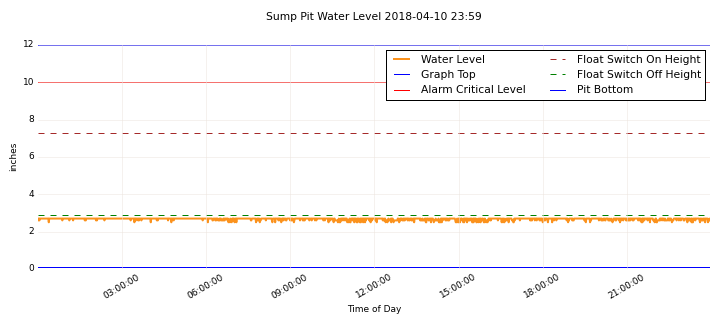 Sump Pit Water Level 2018-04-10 23:59
12
10
8
6
4
2
0
inches
Water Level
Graph Top
Alarm Critical Level
Float Switch On Height
Float Switch Off Height
Pit Bottom
03:00:00
06:00:00
09:00:00
12:00:00
15:00:00
18:00:00
21:00:00
Time of Day